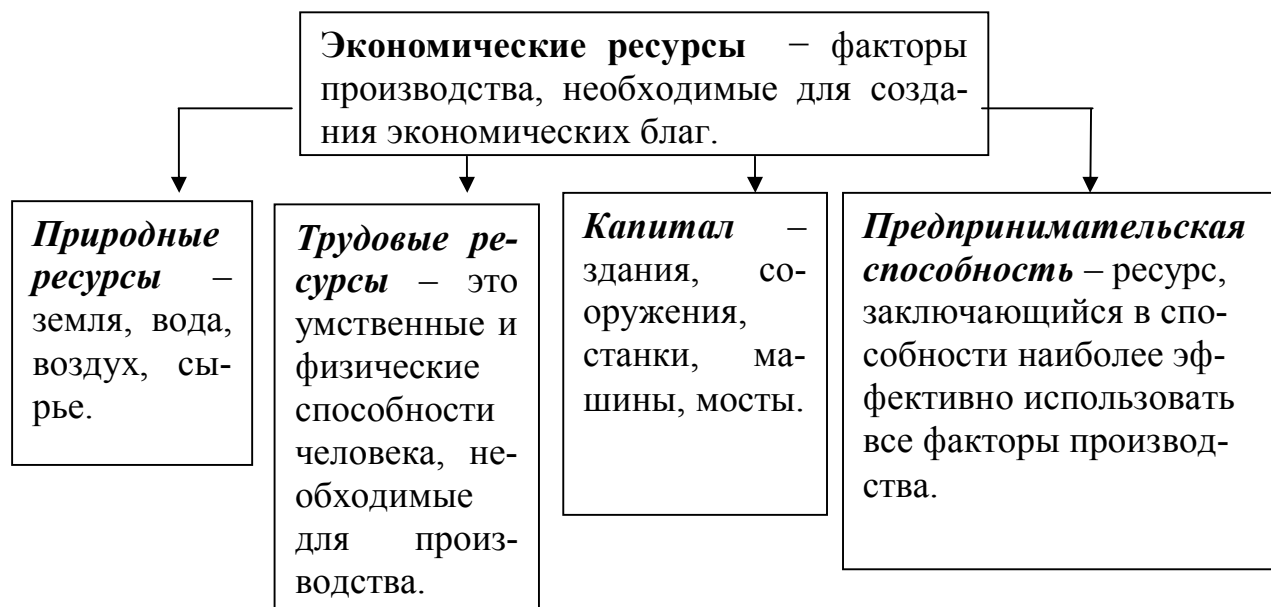 Экономические ресурсы − факторы
производства, необходимые для созда-
ния экономических благ.
Природные
ресурсы –
земля, вода,
воздух, сы-
рье.
Трудовые ре-
сурсы – это
умственные и
физические
способности
человека, не-
обходимые
для произ-
водства.
Капитал –
здания, со-
оружения,
станки, ма-
шины, мосты.
Предпринимательская
способность – ресурс,
заключающийся в спо-
собности наиболее эф-
фективно использовать
все факторы производ-
ства.